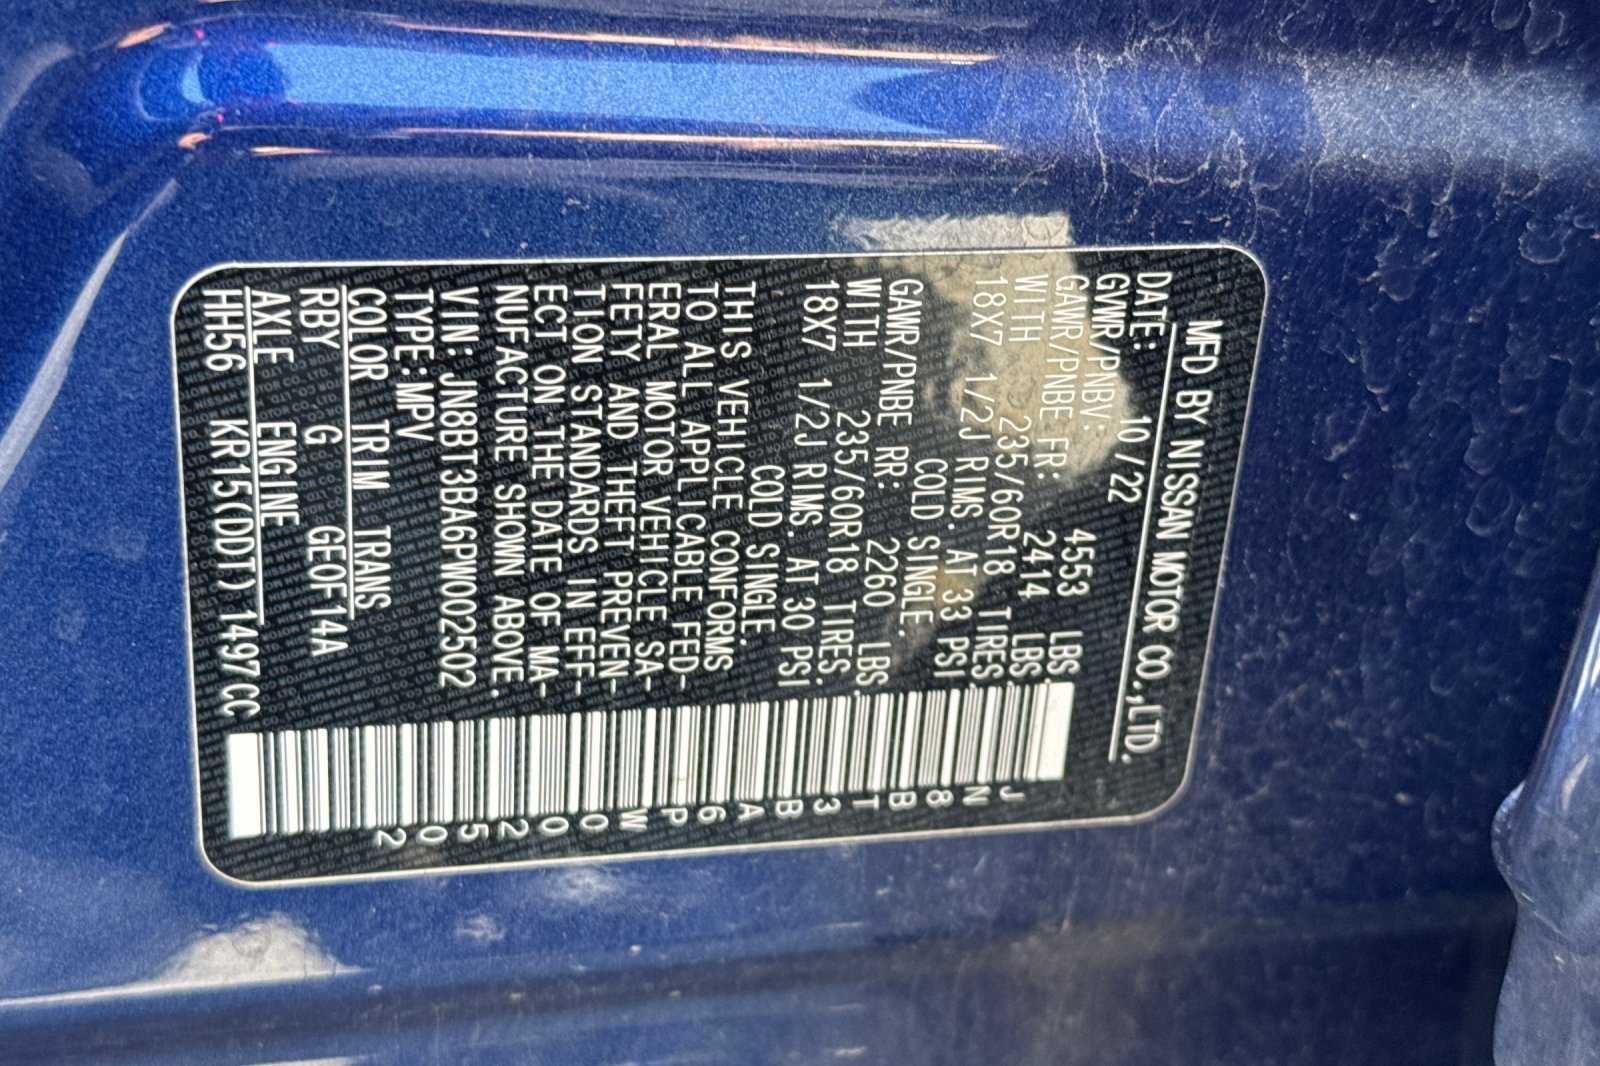 MFD BY NISSAN MOTOR CO.,LTD.
DATE: 10/22
GVWR/PNBV: 4553 LBS.
GAWR/PNBE FR: 2414 LBS.
WITH 235/60R18 TIRES.
18X7 1/2J RIMS. AT 33 PSI
COLD SINGLE.
GAWR/PNBE RR: 2260 LBS.
WITH 235/60R18 TIRES.
18X7 1/2J RIMS. AT 30 PSI
COLD SINGLE.
THIS VEHICLE CONFORMS
TO ALL APPLICABLE FED-
ERAL MOTOR VEHICLE SA-
FETY AND THEFT PREVEN-
TION STANDARDS IN EFF-
ECT ON THE DATE OF MA-
NUFACTURE SHOWN ABOVE.
VIN: JN8BT3BA6PW002502
TYPE:MPV
COLOR TRIM TRANS
RBY G GE0F14A
AXLE ENGINE
HH56 KR15(DDT)1497CC
JN8BT3BA6PW002502